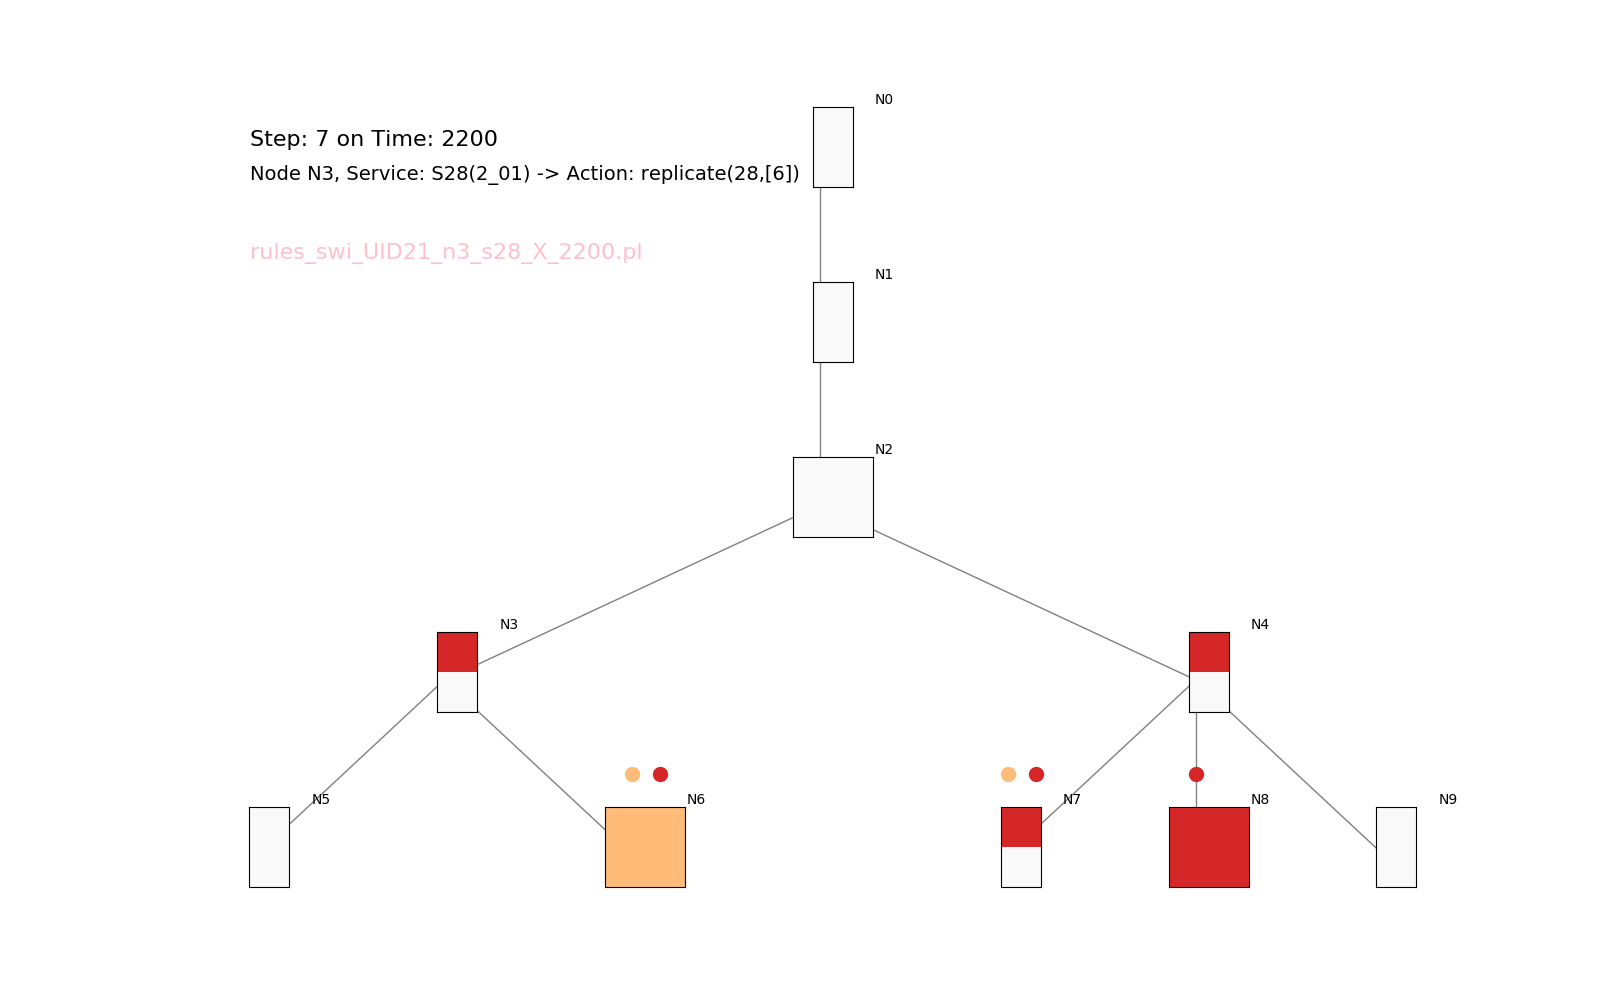 N0
Step: 7 on Time: 2200
Node N3, Service: S28(2_01) -> Action: replicate(28,[6])
rules_swi_UID21_n3_s28_X_2200.pl
N1
N2
N3
N4
N5
N6
N7
N8
N9